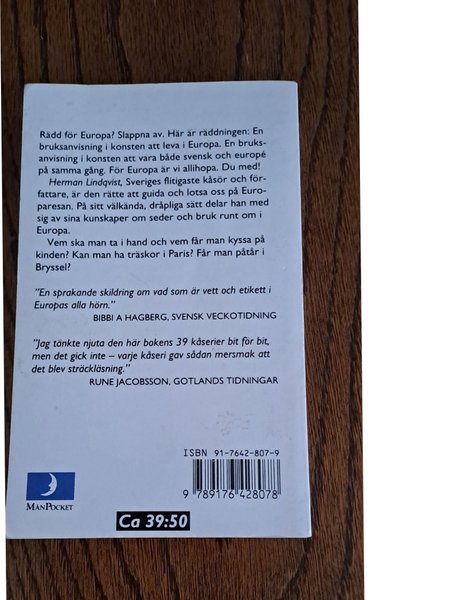 Rädd för Europa? Slappna av. Här är räddningen: En
bruksanvisning i konsten att leva i Europa. En bruks-
anvisning i konsten att vara både svensk och europé
på samma gång. För Europa är vi allihopa. Du med!
Herman Lindqvist, Sveriges flitigaste kåsör och för-
fattare, är den rätte att guida och lotsa oss på Euro-
paresan. På sitt välkända, dråpliga sätt delar han med
sig av sina kunskaper om seder och bruk runt om i
Europa.
Vem ska man ta i hand och vem får man kyssa på
kinden? Kan man ha träskor i Paris? Får man påtår i
Bryssel?
"En sprakande skildring om vad som är vett och etikett i
Europas alla hörn."
BIBBI A HAGBERG, SVENSK VECKOTIDNING
"Jag tänkte njuta den här bokens 39 kåserier bit för bit,
men det gick inte – varje kåseri gav sådan mersmak att
det blev sträckläsning."
RUNE JACOBSSON, GOTLANDS TIDNINGAR
ISBN 91-7642-807-9
9 789176 428078
MANPOCKET
Ca 39:50